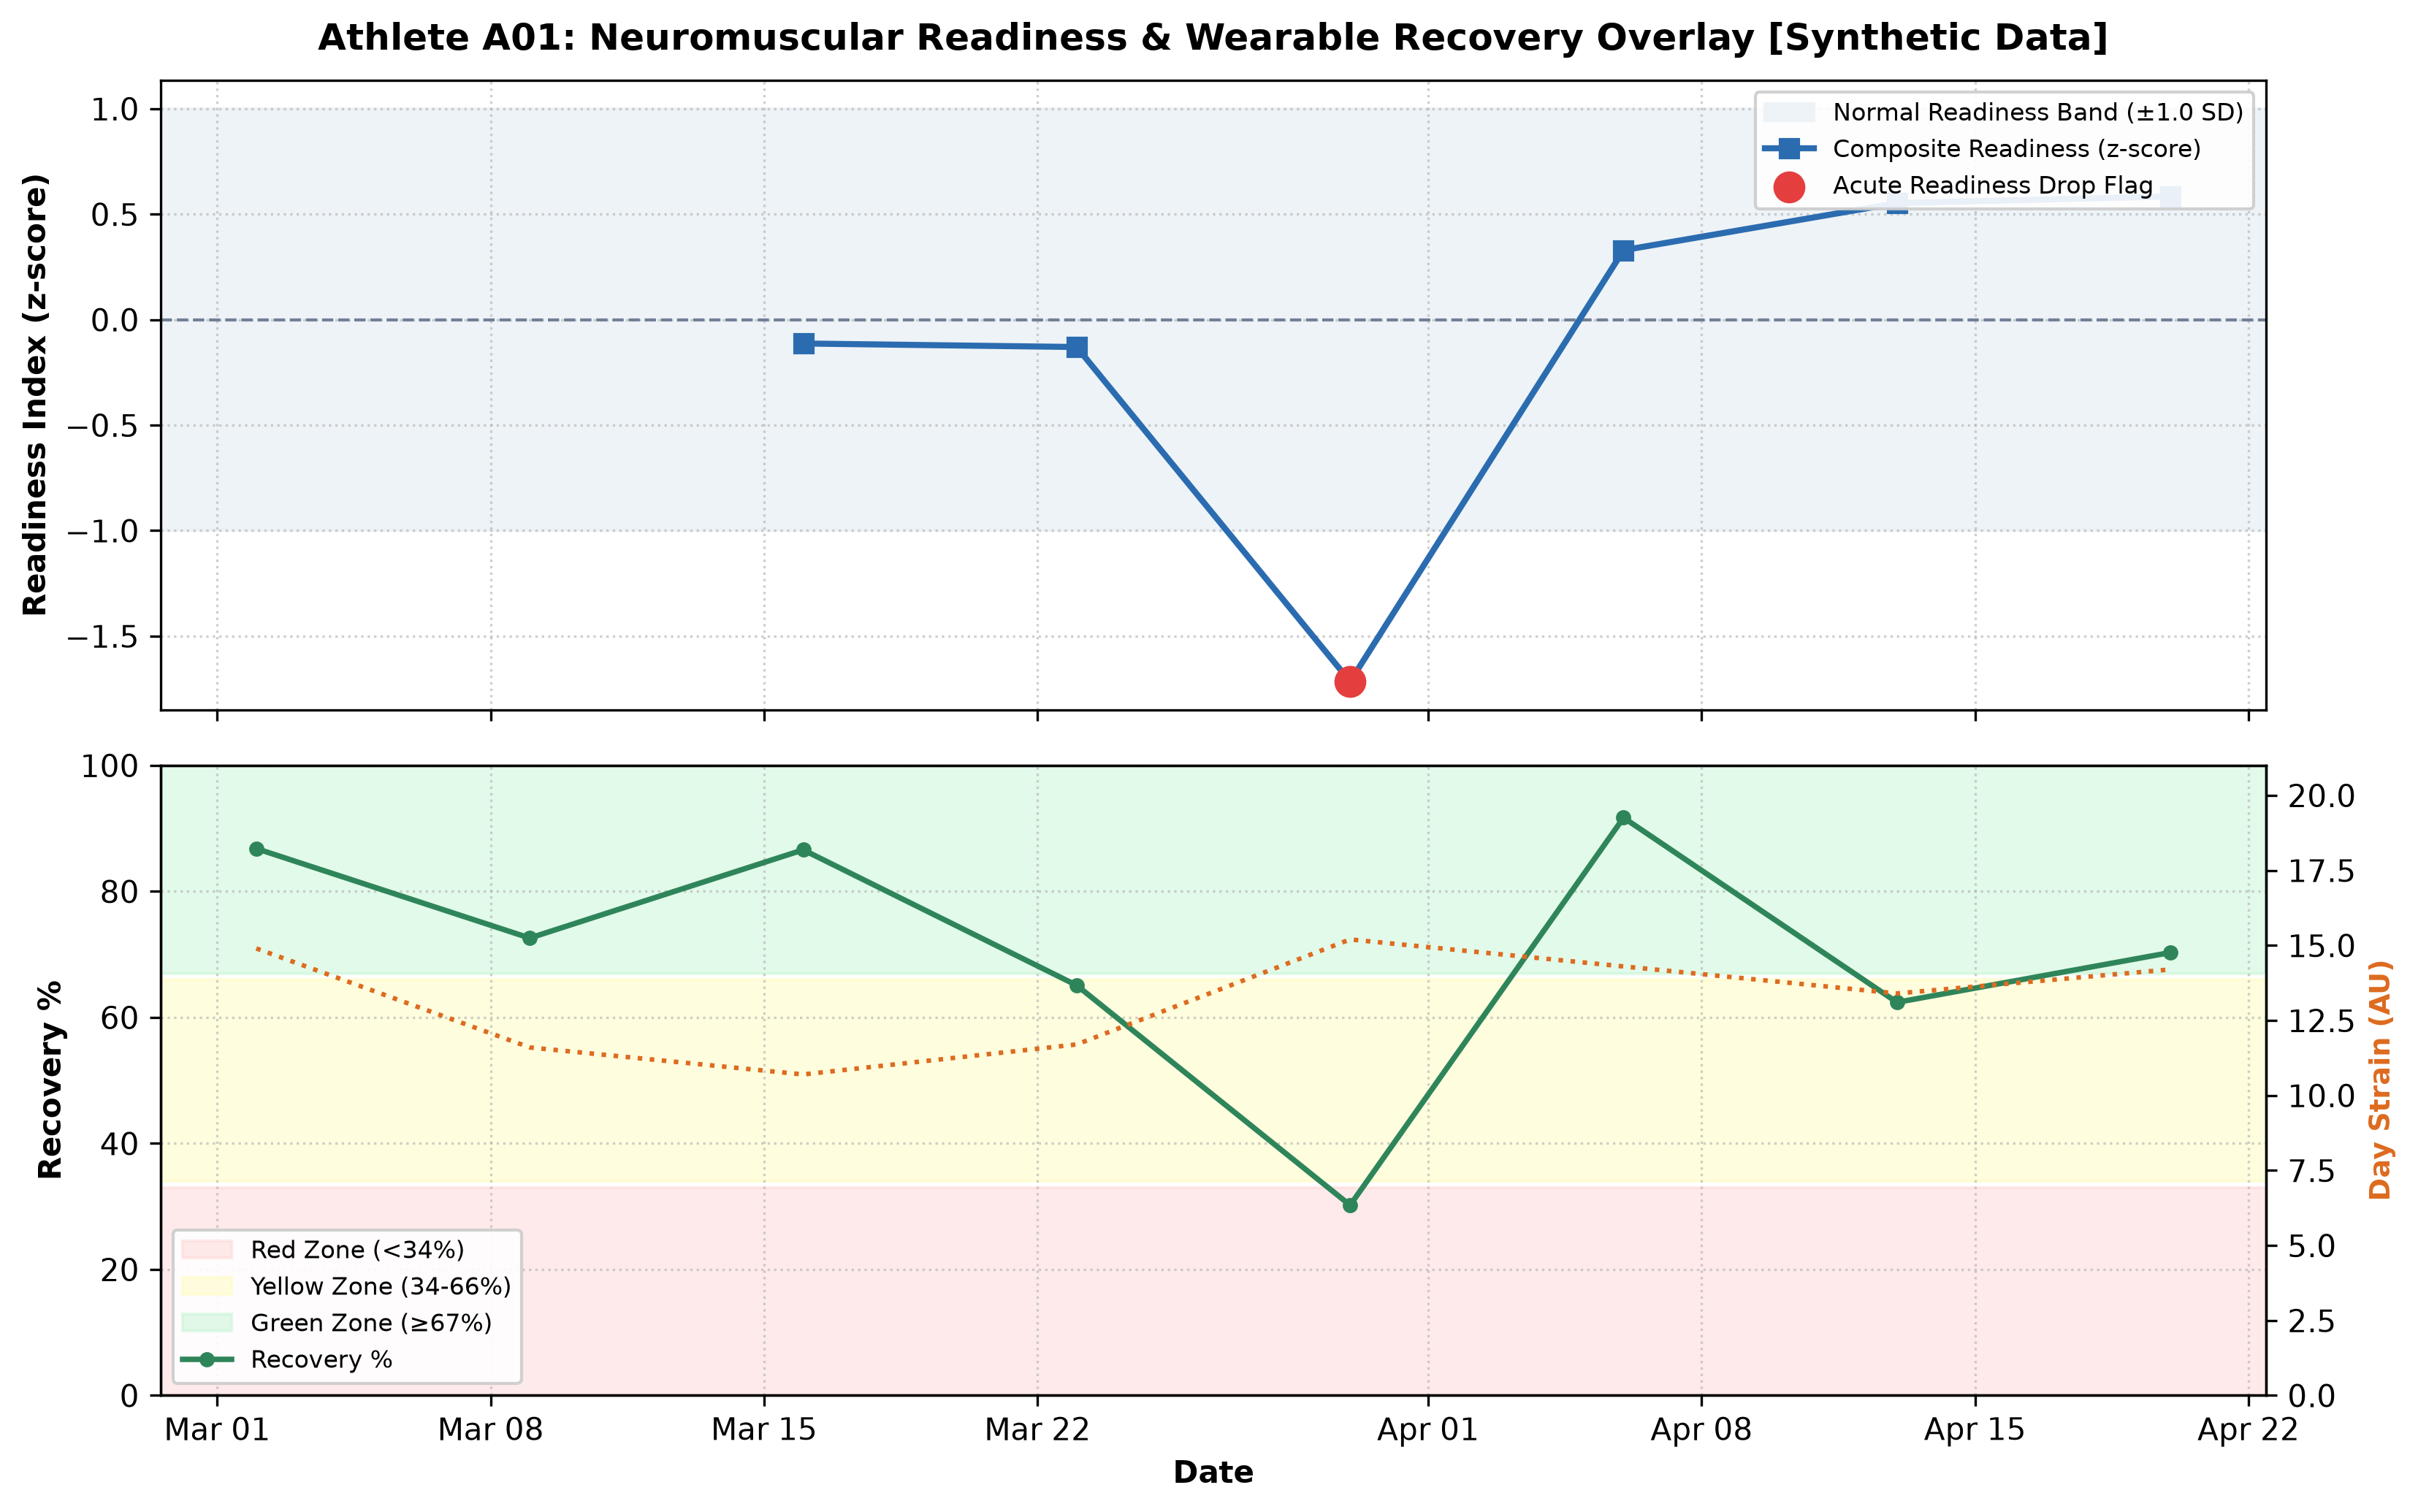 Athlete A01: Neuromuscular Readiness & Wearable Recovery Overlay [Synthetic Data]
Readiness Index (z-score)
1.0
0.5
0.0
−0.5
−1.0
−1.5
Normal Readiness Band (±1.0 SD)
Composite Readiness (z-score)
Acute Readiness Drop Flag
Recovery %
100
80
60
40
20
0
Red Zone (<34%)
Yellow Zone (34-66%)
Green Zone (≥67%)
Recovery %
20.0
17.5
15.0
12.5
10.0
7.5
5.0
2.5
0.0
Day Strain (AU)
Mar 01 Mar 08 Mar 15 Mar 22 Apr 01 Apr 08 Apr 15 Apr 22
Date